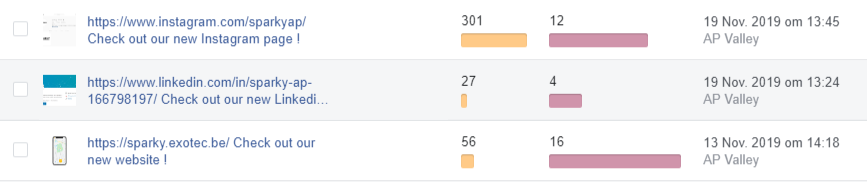 https://www.instagram.com/sparkyap/ 301 12 19 Nov. 2019 om 13:45
Check out our new Instagram page ! AP Valley
https://www.linkedin.com/in/sparky-ap- 27 4 19 Nov. 2019 om 13:24
166798197/ Check out our new Linkedi... AP Valley
https://sparky.exotec.be/ Check out our 56 16 13 Nov. 2019 om 14:18
new website ! AP Valley